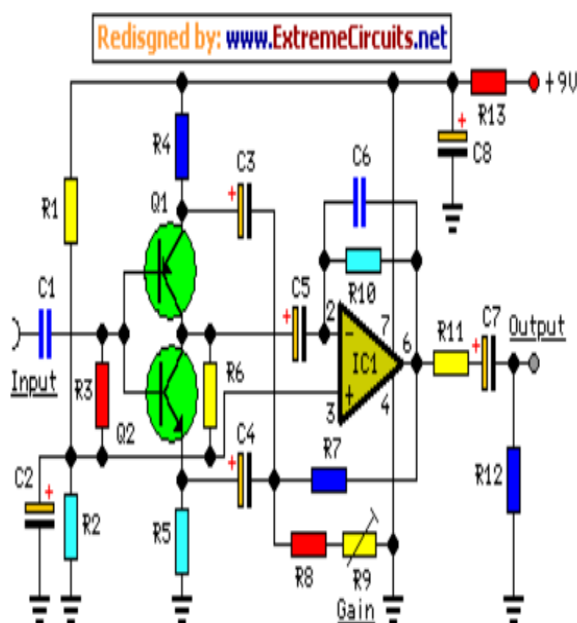 Redisgned by: www.ExtremeCircuits.net
+9V
R13
R4
C3
C6
C8
R1
Q1
C1
C5
R10
2
7
IC1
6
R11
C7
Output
Input
R3
R6
3
4
Q2
C4
R7
C2
R2
R5
R12
R8
R9
Gain